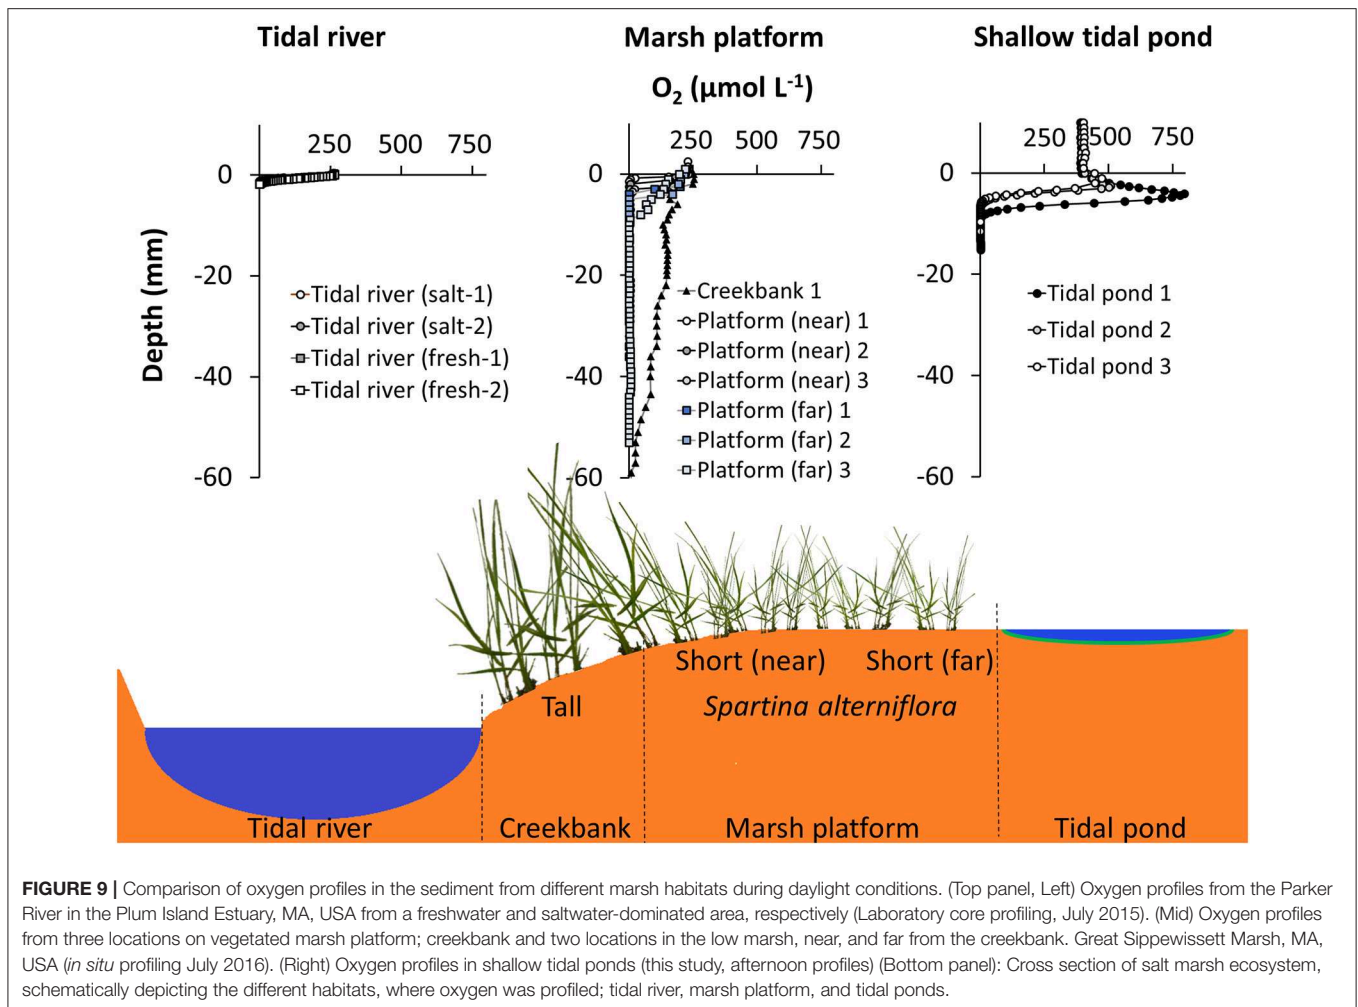 Tidal river
Marsh platform
Shallow tidal pond
O₂ (µmol L⁻¹)
250 500 750
250 500 750
250 500 750
Depth (mm)
0
-20
-40
-60
0
-20
-40
-60
0
-20
-40
-60
Tidal river (salt-1)
Tidal river (salt-2)
Tidal river (fresh-1)
Tidal river (fresh-2)
Creekbank 1
Platform (near) 1
Platform (near) 2
Platform (near) 3
Platform (far) 1
Platform (far) 2
Platform (far) 3
Tidal pond 1
Tidal pond 2
Tidal pond 3
Short (near) Short (far)
Tall Spartina alterniflora
Tidal river Creekbank Marsh platform Tidal pond
FIGURE 9 | Comparison of oxygen profiles in the sediment from different marsh habitats during daylight conditions. (Top panel, Left) Oxygen profiles from the Parker
River in the Plum Island Estuary, MA, USA from a freshwater and saltwater-dominated area, respectively (Laboratory core profiling, July 2015). (Mid) Oxygen profiles
from three locations on vegetated marsh platform; creekbank and two locations in the low marsh, near, and far from the creekbank. Great Sippewissett Marsh, MA,
USA (in situ profiling July 2016). (Right) Oxygen profiles in shallow tidal ponds (this study, afternoon profiles) (Bottom panel): Cross section of salt marsh ecosystem,
schematically depicting the different habitats, where oxygen was profiled; tidal river, marsh platform, and tidal ponds.